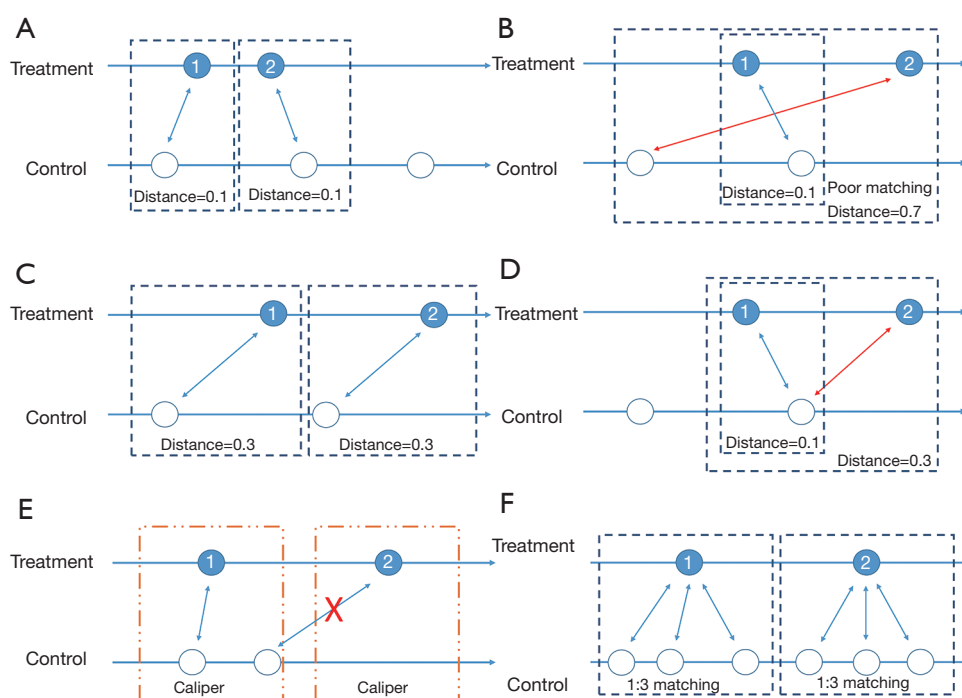 A
Treatment
1
2
Control
Distance=0.1
Distance=0.1
B
Treatment
1
2
Control
Distance=0.1
Poor matching
Distance=0.7
C
Treatment
1
2
Control
Distance=0.3
Distance=0.3
D
Treatment
1
2
Control
Distance=0.1
Distance=0.3
E
Treatment
1
2
X
Control
Caliper
Caliper
F
Treatment
1
2
Control
1:3 matching
1:3 matching